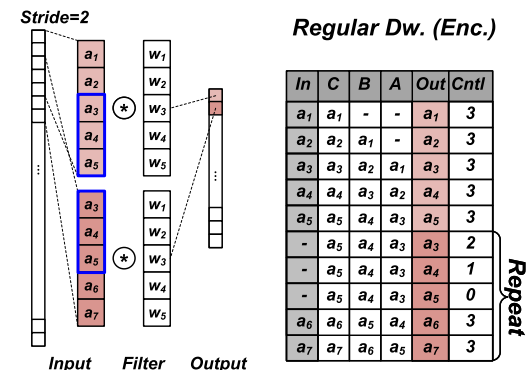 Stride=2
a1 w1
a2 w2
a3 * w3
a4 w4
a5 w5
⋮ ⋮
a3 w1
a4 w2
a5 * w3
a6 w4
a7 w5
Input Filter Output
Regular Dw. (Enc.)
In C B A Out Cntl
a1 a1 - - a1 3
a2 a2 a1 - a2 3
a3 a3 a2 a1 a3 3
a4 a4 a3 a2 a4 3
a5 a5 a4 a3 a5 3
- a5 a4 a3 a3 2
- a5 a4 a3 a4 1
- a5 a4 a3 a5 0
a6 a6 a5 a4 a6 3
a7 a7 a6 a5 a7 3
Repeat